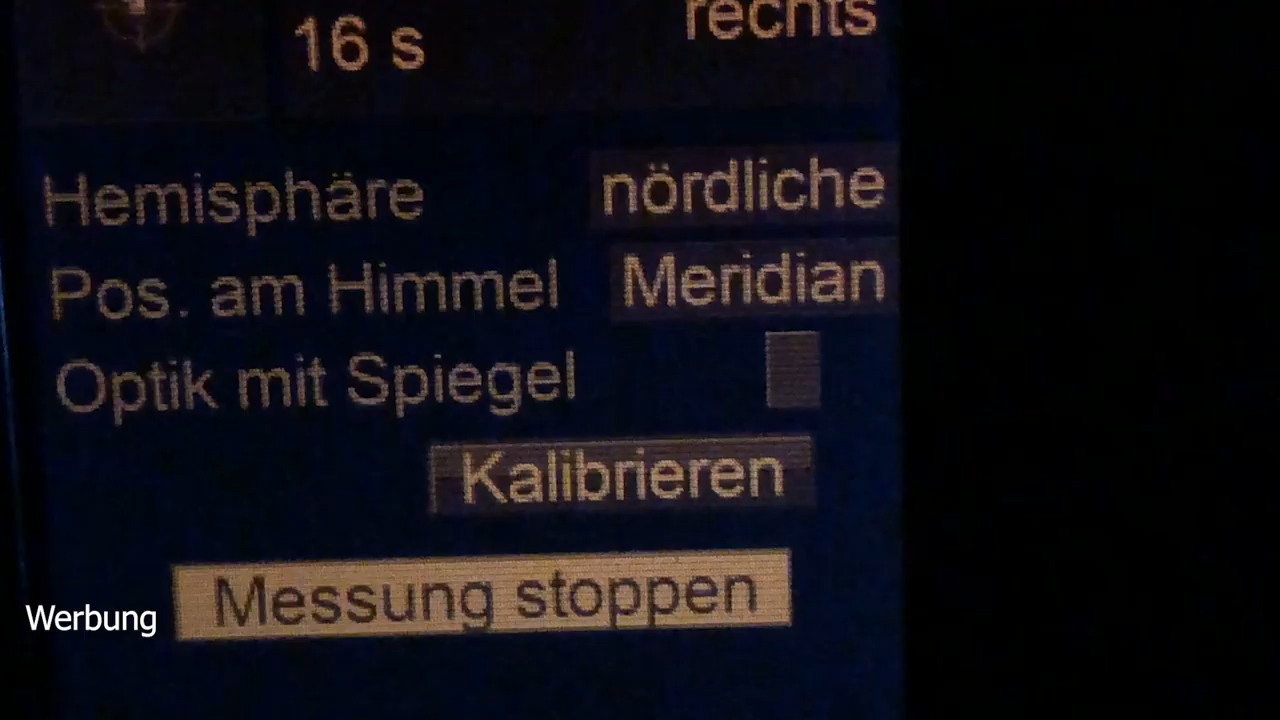 16 s rechts
Hemisphäre nördliche
Pos. am Himmel Meridian
Optik mit Spiegel
Kalibrieren
Messung stoppen
Werbung